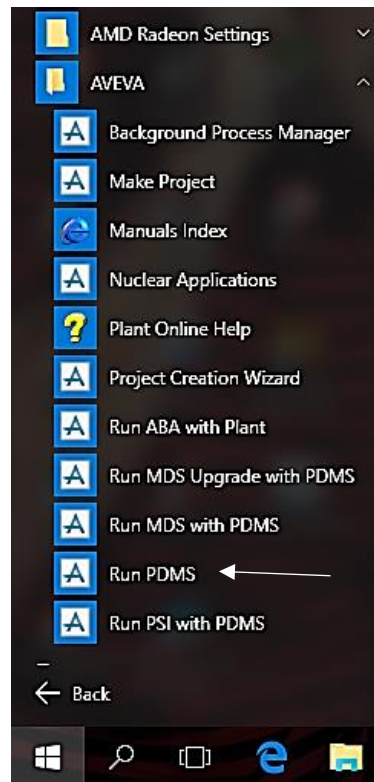 AMD Radeon Settings
AVEVA
Background Process Manager
Make Project
Manuals Index
Nuclear Applications
Plant Online Help
Project Creation Wizard
Run ABA with Plant
Run MDS Upgrade with PDMS
Run MDS with PDMS
Run PDMS
Run PSI with PDMS
Back